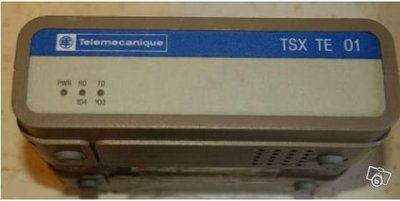 Telemecanique TSX TE 01
PWR RD TD
104 103